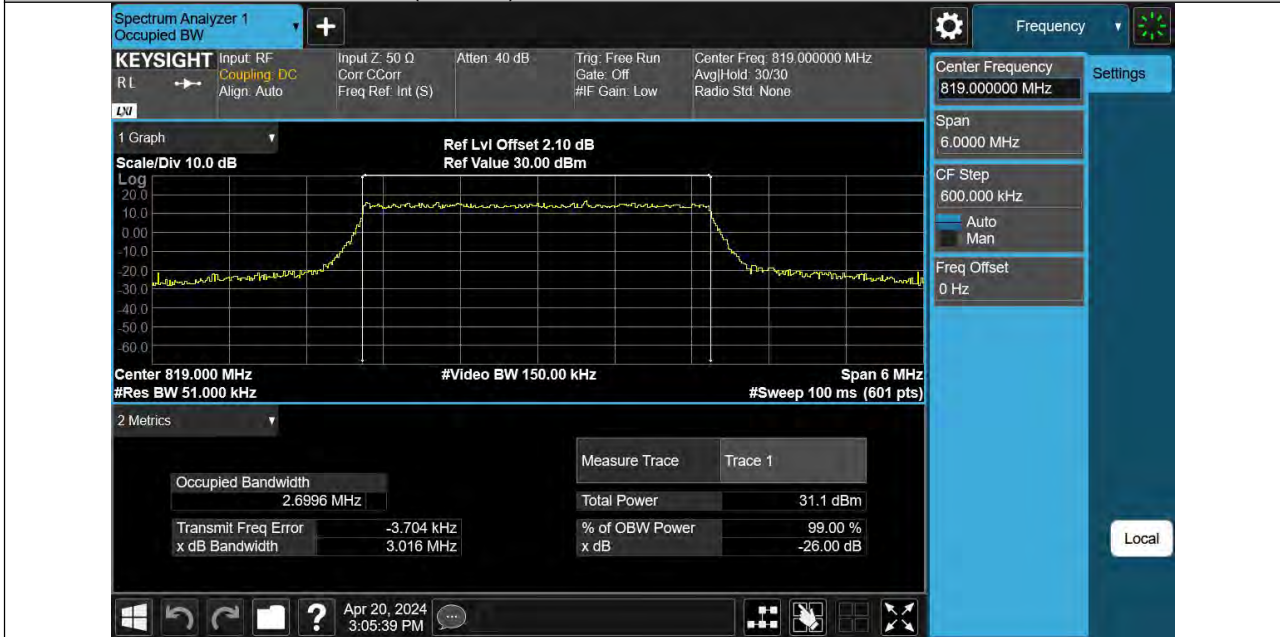 Spectrum Analyzer 1
Occupied BW
+
Frequency
KEYSIGHT
RL
LXI
Input: RF
Coupling: DC
Align: Auto
Input Z: 50 Ω
Corr CCorr
Freq Ref: Int (S)
Atten: 40 dB
Trig: Free Run
Gate: Off
#IF Gain: Low
Center Freq: 819.000000 MHz
Avg|Hold: 30/30
Radio Std: None
Center Frequency
819.000000 MHz
Settings
Span
6.0000 MHz
CF Step
600.000 kHz
Auto
Man
Freq Offset
0 Hz
Local
1 Graph
Scale/Div 10.0 dB
Ref Lvl Offset 2.10 dB
Ref Value 30.00 dBm
Log
20.0
10.0
0.00
-10.0
-20.0
-30.0
-40.0
-50.0
-60.0
Center 819.000 MHz
#Video BW 150.00 kHz
Span 6 MHz
#Res BW 51.000 kHz
#Sweep 100 ms (601 pts)
2 Metrics
Measure Trace Trace 1
Occupied Bandwidth
2.6996 MHz
Total Power 31.1 dBm
Transmit Freq Error -3.704 kHz
% of OBW Power 99.00 %
x dB Bandwidth 3.016 MHz
x dB -26.00 dB
?
Apr 20, 2024
3:05:39 PM